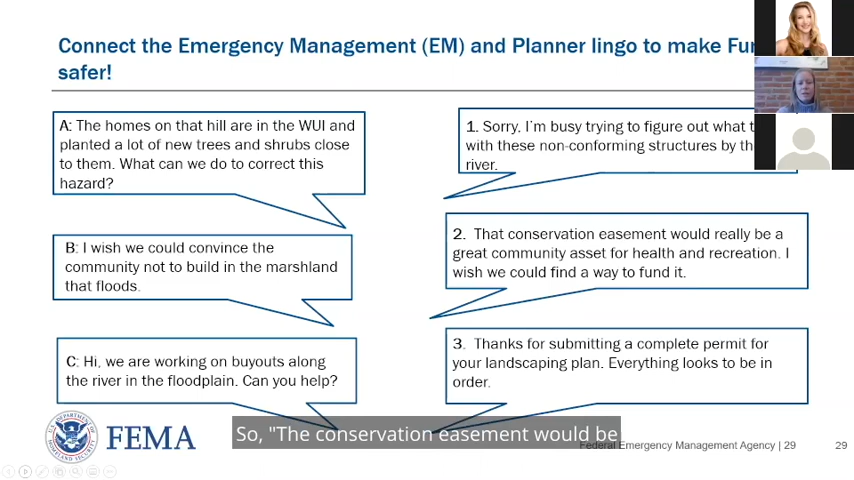 Connect the Emergency Management (EM) and Planner lingo to make
safer!
A: The homes on that hill are in the WUI and
planted a lot of new trees and shrubs close
to them. What can we do to correct this
hazard?
1. Sorry, I'm busy trying to figure out what
with these non-conforming structures by
river.
B: I wish we could convince the
community not to build in the marshland
that floods.
2. That conservation easement would really be a
great community asset for health and recreation. I
wish we could find a way to fund it.
C: Hi, we are working on buyouts along
the river in the floodplain. Can you help?
3. Thanks for submitting a complete permit for
your landscaping plan. Everything looks to be in
order.
FEMA
So, "The conservation easement would be
Federal Emergency Management Agency | 29
29